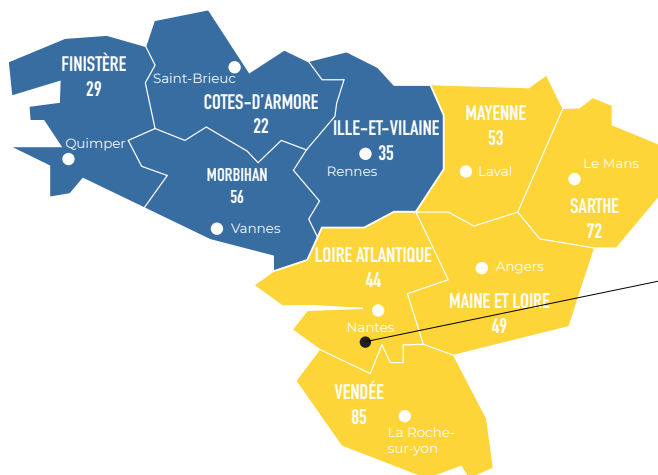 FINISTÈRE
29
Quimper
Saint-Brieuc
COTES-D'ARMORE
22
MORBIHAN
56
Vannes
ILLE-ET-VILAINE
35
Rennes
MAYENNE
53
Laval
Le Mans
SARTHE
72
LOIRE ATLANTIQUE
44
Nantes
Angers
MAINE ET LOIRE
49
VENDÉE
85
La Roche-
sur-yon